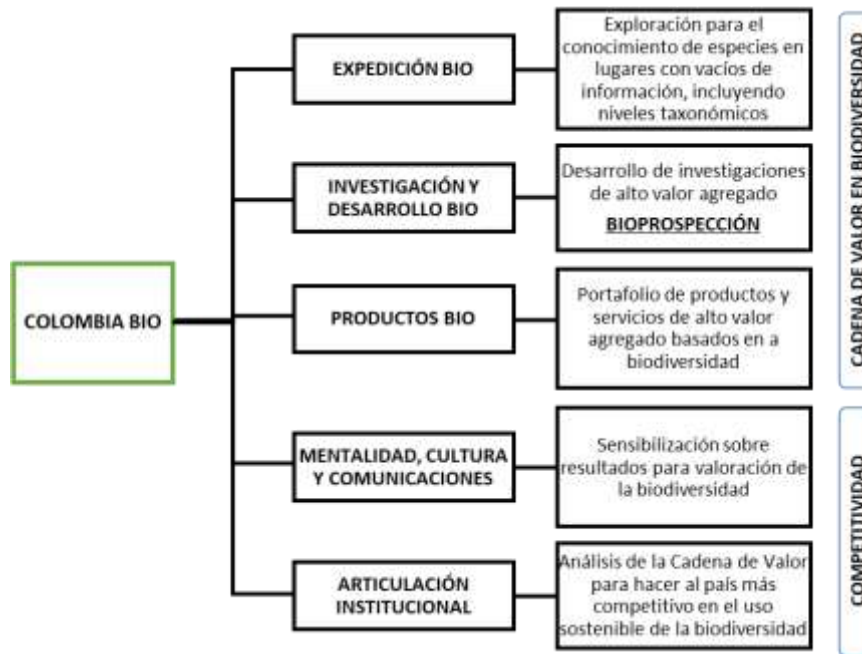 COLOMBIA BIO
EXPEDICIÓN BIO
Exploración para el
conocimiento de especies en
lugares con vacíos de
información, incluyendo
niveles taxonómicos
INVESTIGACIÓN Y
DESARROLLO BIO
Desarrollo de investigaciones
de alto valor agregado
BIOPROSPECCIÓN
PRODUCTOS BIO
Portafolio de productos y
servicios de alto valor
agregado basados en a
biodiversidad
MENTALIDAD, CULTURA
Y COMUNICACIONES
Sensibilización sobre
resultados para valoración de
la biodiversidad
ARTICULACIÓN
INSTITUCIONAL
Análisis de la Cadena de Valor
para hacer al país más
competitivo en el uso
sostenible de la biodiversidad
CADENA DE VALOR EN BIODIVERSIDAD
COMPETITIVIDAD